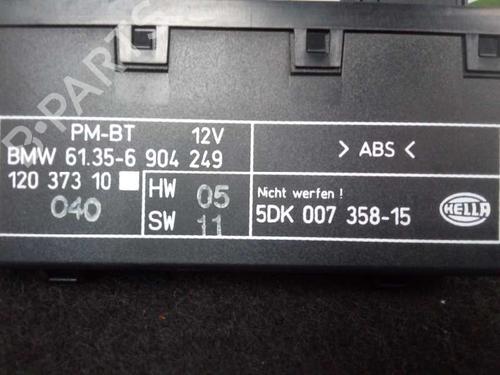 B-PARTS
PM-BT 12V
BMW 61.35-6 904 249
120 373 10
040
HW 05
SW 11
> ABS <
Nicht werfen !
5DK 007 358-15
HELLA